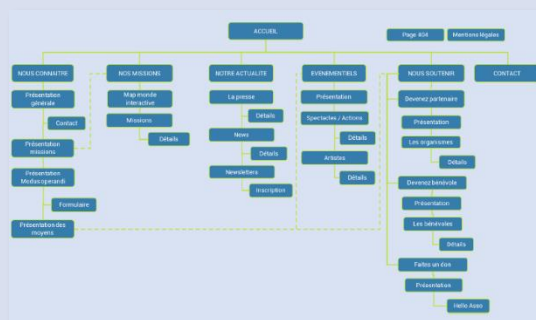 ACCUEIL
Page 404
Mentions légales
NOUS CONNAITRE
NOS MISSIONS
NOTRE ACTUALITE
EVENEMENTIELS
NOUS SOUTENIR
CONTACT
Présentation
générale
Contact
Présentation
missions
Présentation
Modus operandi
Formulaire
Présentation des
moyens
Map monde
interactive
Missions
Détails
La presse
Détails
News
Détails
Newsletters
Inscription
Présentation
Spectacles / Actions
Détails
Artistes
Détails
Devenez partenaire
Présentation
Les organismes
Détails
Devenez bénévole
Présentation
Les bénévoles
Détails
Faites un don
Présentation
Hello Asso